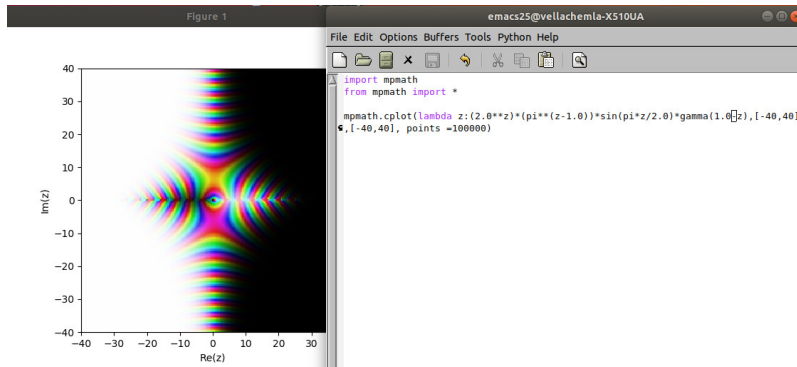 Figure 1
emacs25@vellachemla-X510UA
File Edit Options Buffers Tools Python Help
import mpmath
from mpmath import *
mpmath.cplot(lambda z:(2.0**z)*(pi**(z-1.0))*sin(pi*z/2.0)*gamma(1.0-z),[-40,40]
,[-40,40], points =100000)
40
30
20
10
0
−10
−20
−30
−40
Im(z)
−40 −30 −20 −10 0 10 20 30
Re(z)